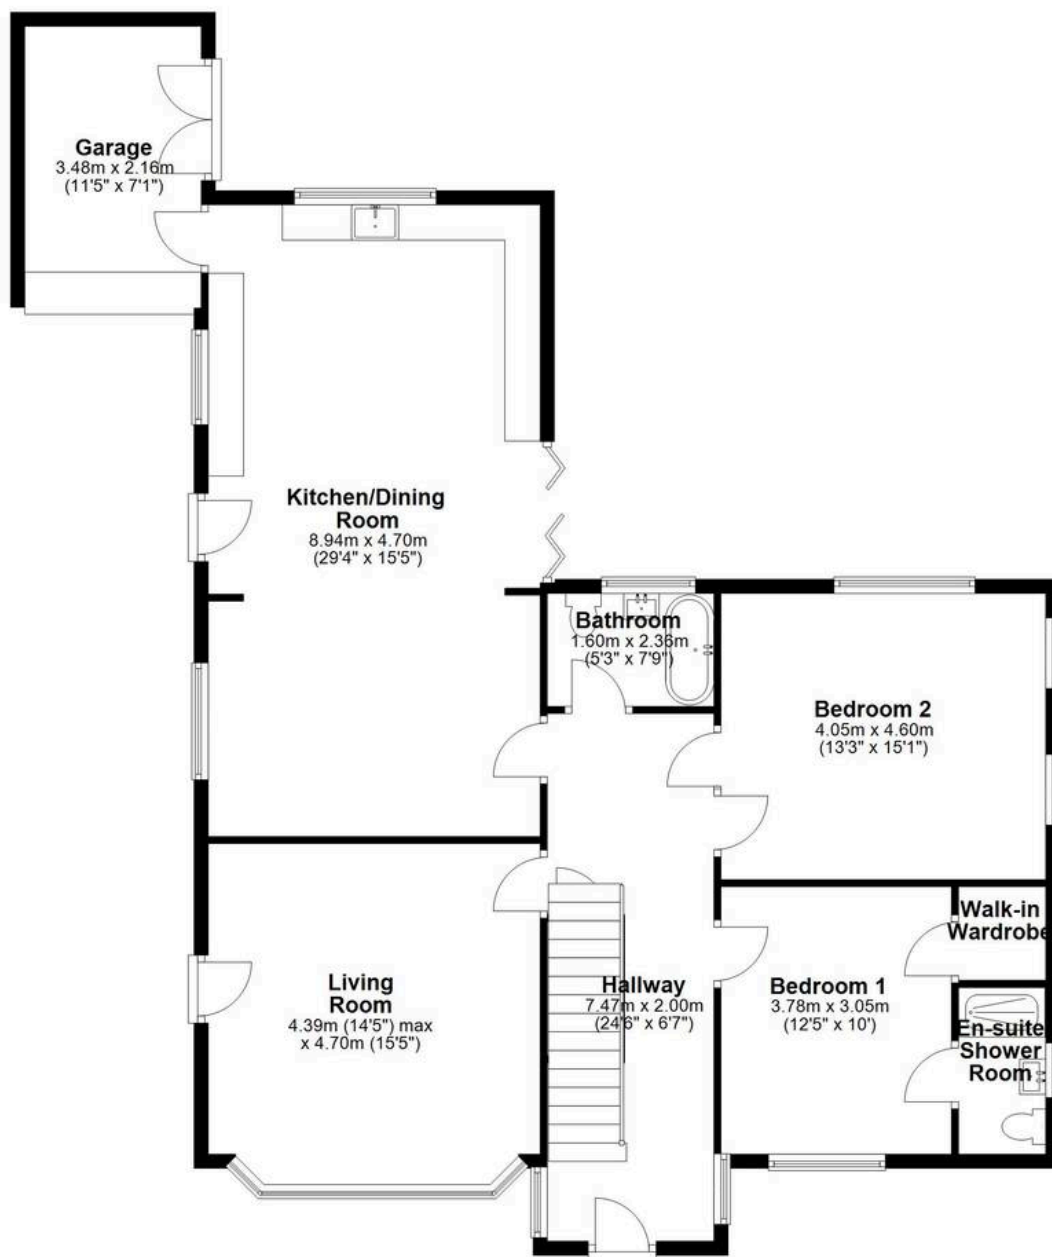 Garage
3.48m x 2.16m
(11'5" x 7'1")
Kitchen/Dining
Room
8.94m x 4.70m
(29'4" x 15'5")
Bathroom
1.60m x 2.36m
(5'3" x 7'9")
Bedroom 2
4.05m x 4.60m
(13'3" x 15'1")
Walk-in
Wardrobe
Living
Room
4.39m (14'5") max
x 4.70m (15'5")
Hallway
7.47m x 2.00m
(24'6" x 6'7")
Bedroom 1
3.78m x 3.05m
(12'5" x 10')
En-suite
Shower
Room